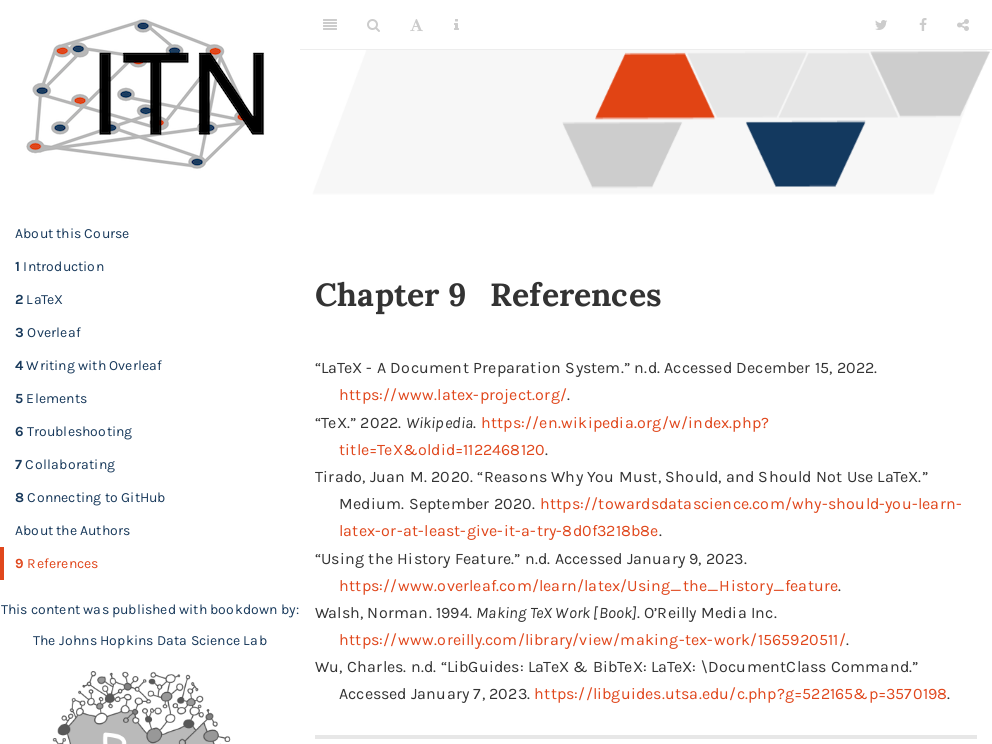 ITN
About this Course
1 Introduction
2 LaTeX
3 Overleaf
4 Writing with Overleaf
5 Elements
6 Troubleshooting
7 Collaborating
8 Connecting to GitHub
About the Authors
9 References
This content was published with bookdown by:
The Johns Hopkins Data Science Lab
Chapter 9 References
“LaTeX - A Document Preparation System.” n.d. Accessed December 15, 2022.
https://www.latex-project.org/.
“TeX.” 2022. Wikipedia. https://en.wikipedia.org/w/index.php?
title=TeX&oldid=1122468120.
Tirado, Juan M. 2020. “Reasons Why You Must, Should, and Should Not Use LaTeX.”
Medium. September 2020. https://towardsdatascience.com/why-should-you-learn-
latex-or-at-least-give-it-a-try-8d0f3218b8e.
“Using the History Feature.” n.d. Accessed January 9, 2023.
https://www.overleaf.com/learn/latex/Using_the_History_feature.
Walsh, Norman. 1994. Making TeX Work [Book]. O’Reilly Media Inc.
https://www.oreilly.com/library/view/making-tex-work/1565920511/.
Wu, Charles. n.d. “LibGuides: LaTeX & BibTeX: LaTeX: \DocumentClass Command.”
Accessed January 7, 2023. https://libguides.utsa.edu/c.php?g=522165&p=3570198.